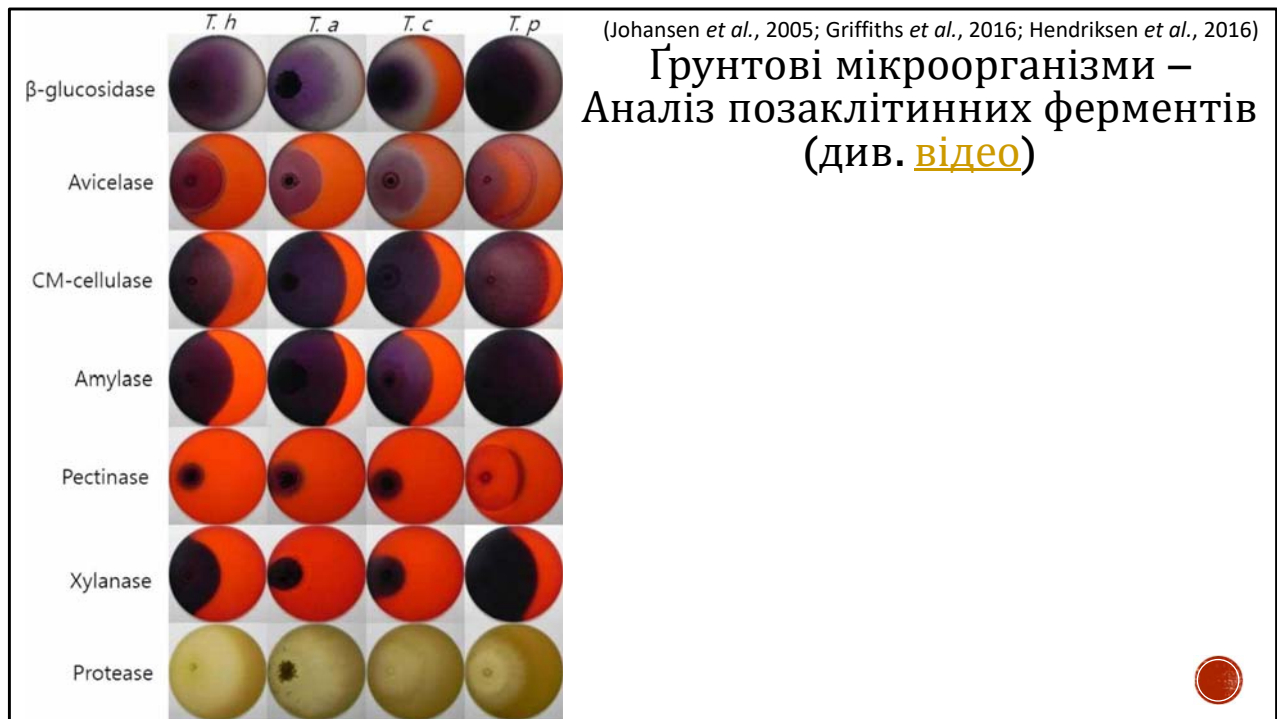 T. h T. a T. c T. p
(Johansen et al., 2005; Griffiths et al., 2016; Hendriksen et al., 2016)
Ґрунтові мікроорганізми –
Аналіз позаклітинних ферментів
(див. відео)
β-glucosidase
Avicelase
CM-cellulase
Amylase
Pectinase
Xylanase
Protease